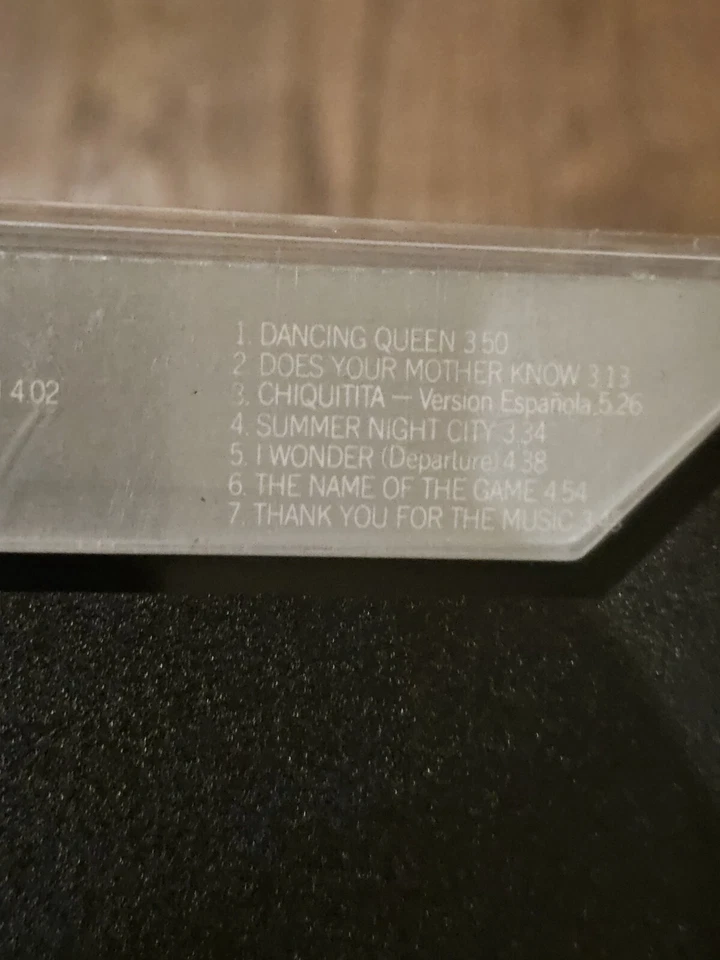 4.02
1. DANCING QUEEN 3.50
2 DOES YOUR MOTHER KNOW 3.13
3. CHIQUITITA — Version Española 5.26
4. SUMMER NIGHT CITY 3.34
5. I WONDER (Departure) 4.38
6. THE NAME OF THE GAME 4.54
7. THANK YOU FOR THE MUSIC